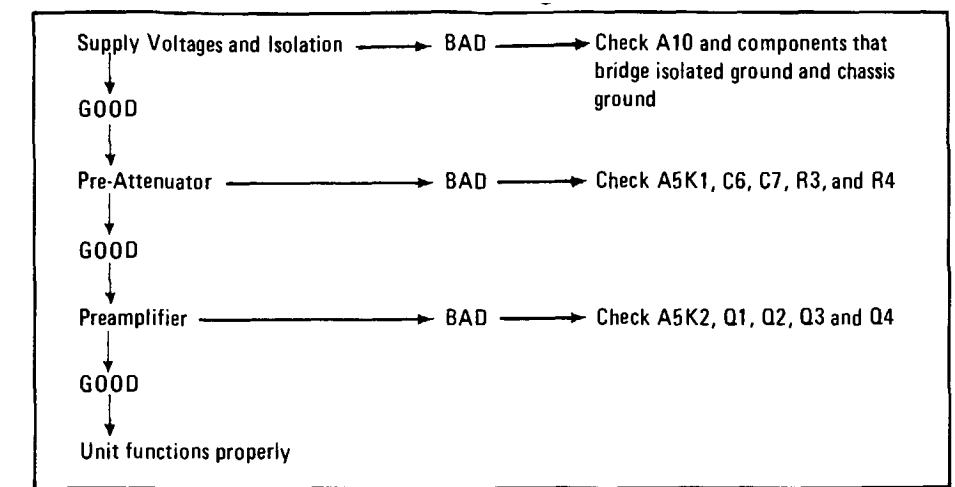 Supply Voltages and Isolation BAD Check A10 and components that
bridge isolated ground and chassis
ground
GOOD
Pre-Attenuator BAD Check A5K1, C6, C7, R3, and R4
GOOD
Preamplifier BAD Check A5K2, Q1, Q2, Q3 and Q4
GOOD
Unit functions properly